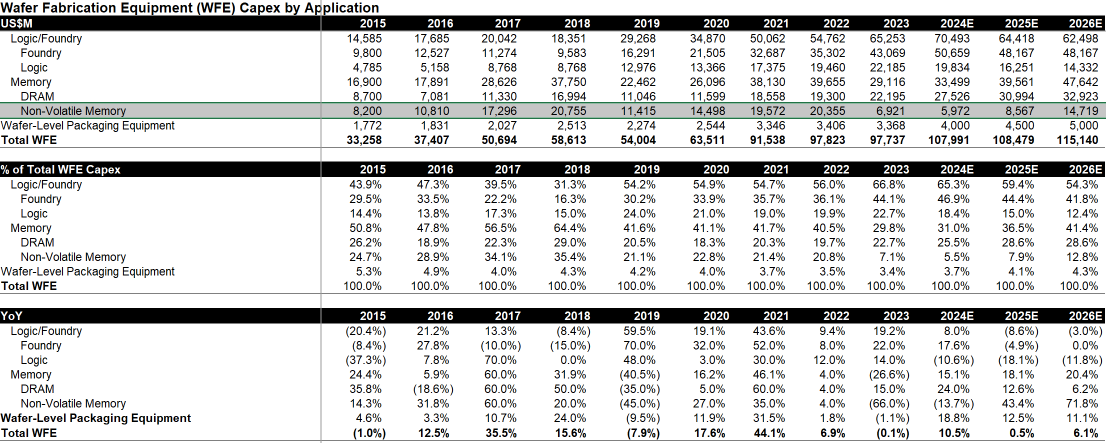 Wafer Fabrication Equipment (WFE) Capex by Application
US$M 2015 2016 2017 2018 2019 2020 2021 2022 2023 2024E 2025E 2026E
Logic/Foundry 14,585 17,685 20,042 18,351 29,268 34,870 50,062 54,762 65,253 70,493 64,418 62,498
Foundry 9,800 12,527 11,274 9,583 16,291 21,505 32,687 35,302 43,069 50,659 48,167 48,167
Logic 4,785 5,158 8,768 8,768 12,976 13,366 17,375 19,460 22,185 19,834 16,251 14,332
Memory 16,900 17,891 28,626 37,750 22,462 26,096 38,130 39,655 29,116 33,499 39,561 47,642
DRAM 8,700 7,081 11,330 16,994 11,046 11,599 18,558 19,300 22,195 27,526 30,994 32,923
Non-Volatile Memory 8,200 10,810 17,296 20,755 11,415 14,498 19,572 20,355 6,921 5,972 8,567 14,719
Wafer-Level Packaging Equipment 1,772 1,831 2,027 2,513 2,274 2,544 3,346 3,406 3,368 4,000 4,500 5,000
Total WFE 33,258 37,407 50,694 58,613 54,004 63,511 91,538 97,823 97,737 107,991 108,479 115,140
% of Total WFE Capex 2015 2016 2017 2018 2019 2020 2021 2022 2023 2024E 2025E 2026E
Logic/Foundry 43.9% 47.3% 39.5% 31.3% 54.2% 54.9% 54.7% 56.0% 66.8% 65.3% 59.4% 54.3%
Foundry 29.5% 33.5% 22.2% 16.3% 30.2% 33.9% 35.7% 36.1% 44.1% 46.9% 44.4% 41.8%
Logic 14.4% 13.8% 17.3% 15.0% 24.0% 21.0% 19.0% 19.9% 22.7% 18.4% 15.0% 12.4%
Memory 50.8% 47.8% 56.5% 64.4% 41.6% 41.1% 41.7% 40.5% 29.8% 31.0% 36.5% 41.4%
DRAM 26.2% 18.9% 22.3% 29.0% 20.5% 18.3% 20.3% 19.7% 22.7% 25.5% 28.6% 28.6%
Non-Volatile Memory 24.7% 28.9% 34.1% 35.4% 21.1% 22.8% 21.4% 20.8% 7.1% 5.5% 7.9% 12.8%
Wafer-Level Packaging Equipment 5.3% 4.9% 4.0% 4.3% 4.2% 4.0% 3.7% 3.5% 3.4% 3.7% 4.1% 4.3%
Total WFE 100.0% 100.0% 100.0% 100.0% 100.0% 100.0% 100.0% 100.0% 100.0% 100.0% 100.0% 100.0%
YoY 2015 2016 2017 2018 2019 2020 2021 2022 2023 2024E 2025E 2026E
Logic/Foundry (20.4%) 21.2% 13.3% (8.4%) 59.5% 19.1% 43.6% 9.4% 19.2% 8.0% (8.6%) (3.0%)
Foundry (8.4%) 27.8% (10.0%) (15.0%) 70.0% 32.0% 52.0% 8.0% 22.0% 17.6% (4.9%) 0.0%
Logic (37.3%) 7.8% 70.0% 0.0% 48.0% 3.0% 30.0% 12.0% 14.0% (10.6%) (18.1%) (11.8%)
Memory 24.4% 5.9% 60.0% 31.9% (40.5%) 16.2% 46.1% 4.0% (26.6%) 15.1% 18.1% 20.4%
DRAM 35.8% (18.6%) 60.0% 50.0% (35.0%) 5.0% 60.0% 4.0% 15.0% 24.0% 12.6% 6.2%
Non-Volatile Memory 14.3% 31.8% 60.0% 20.0% (45.0%) 27.0% 35.0% 4.0% (66.0%) (13.7%) 43.4% 71.8%
Wafer-Level Packaging Equipment 4.6% 3.3% 10.7% 24.0% (9.5%) 11.9% 31.5% 1.8% (1.1%) 18.8% 12.5% 11.1%
Total WFE (1.0%) 12.5% 35.5% 15.6% (7.9%) 17.6% 44.1% 6.9% (0.1%) 10.5% 0.5% 6.1%